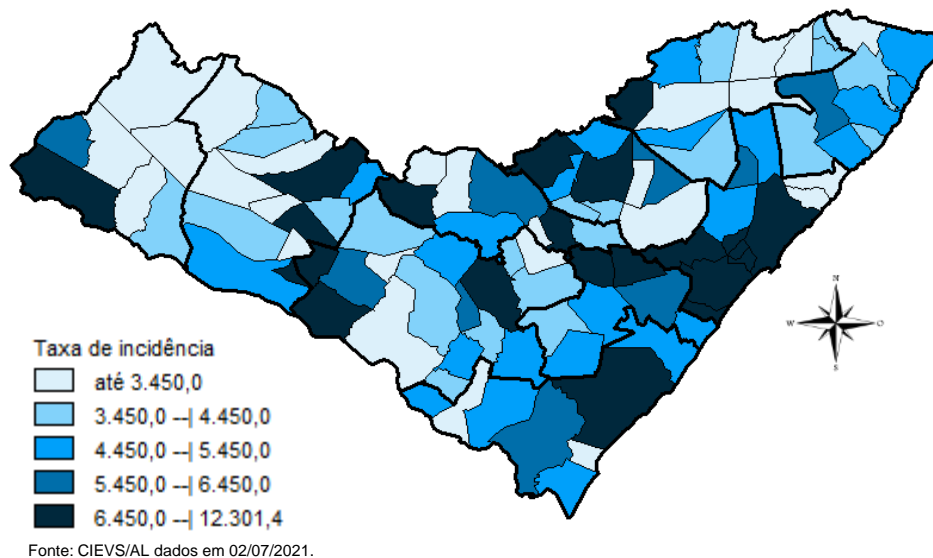 N
W
O
S
Taxa de incidência
até 3.450,0
3.450,0 --| 4.450,0
4.450,0 --| 5.450,0
5.450,0 --| 6.450,0
6.450,0 --| 12.301,4
Fonte: CIEVS/AL dados em 02/07/2021.